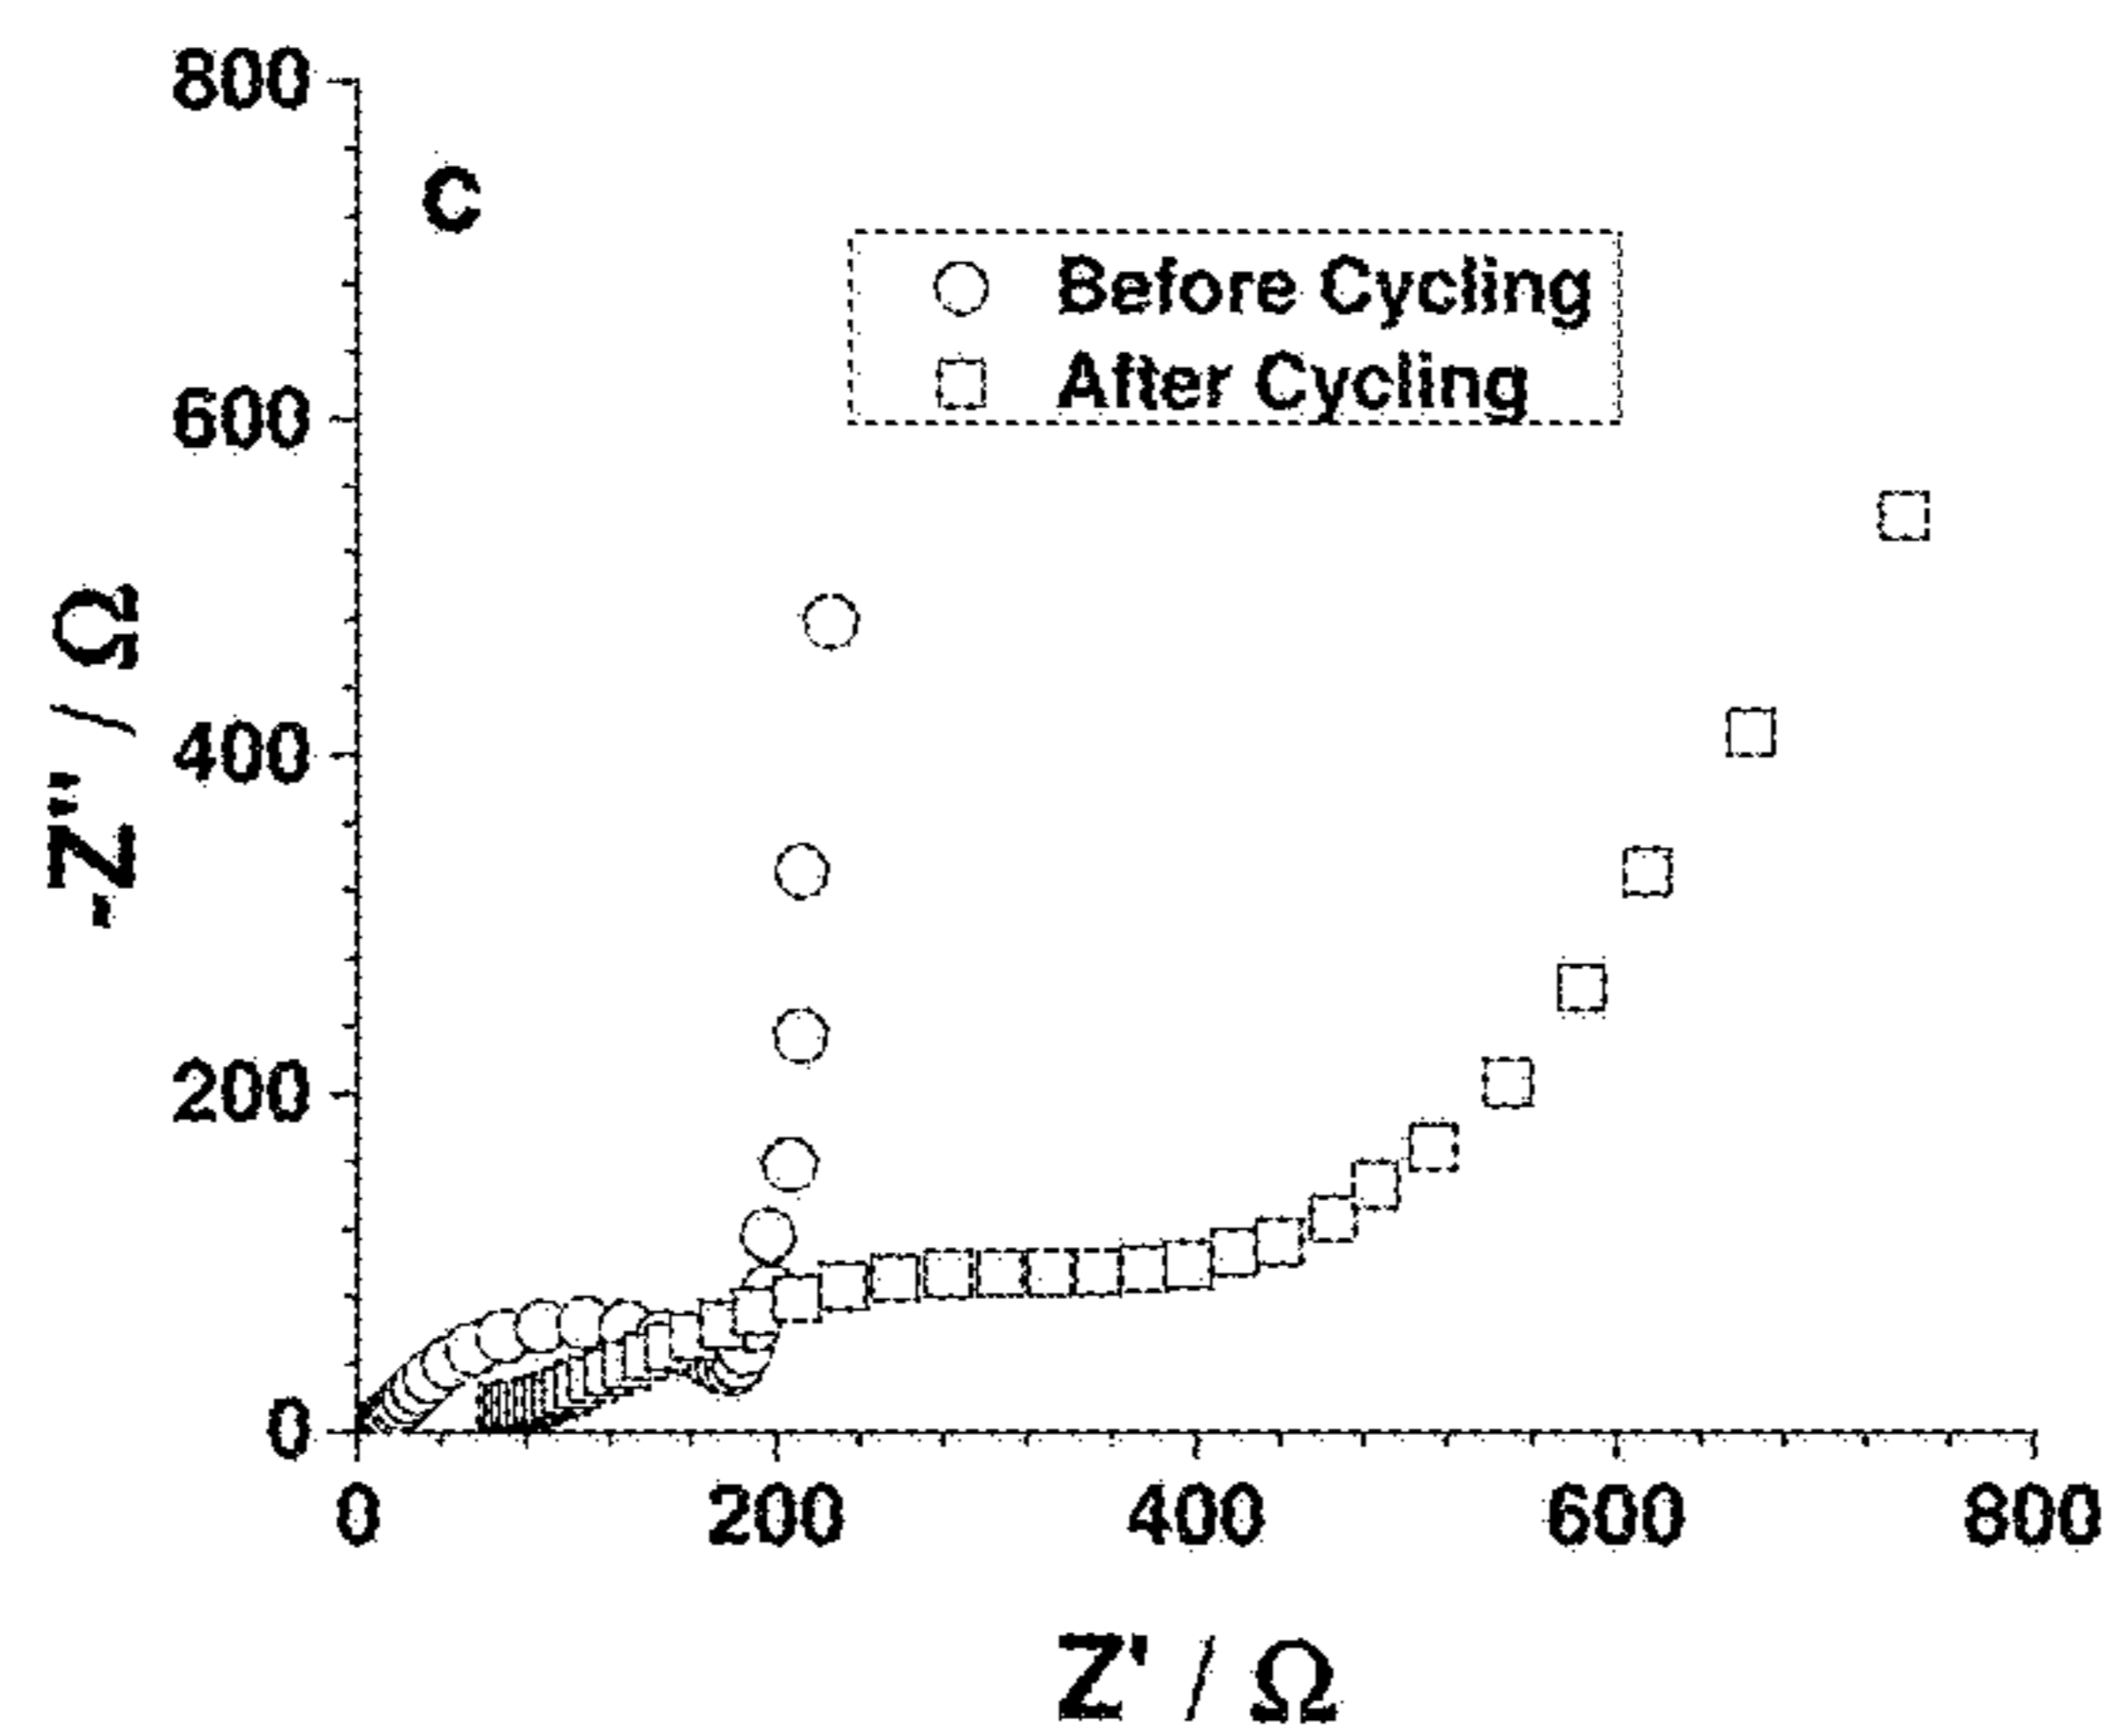 800
C
Before Cycling
After Cycling
600
-Z'' / Ω
400
200
0
0 200 400 600 800
Z' / Ω